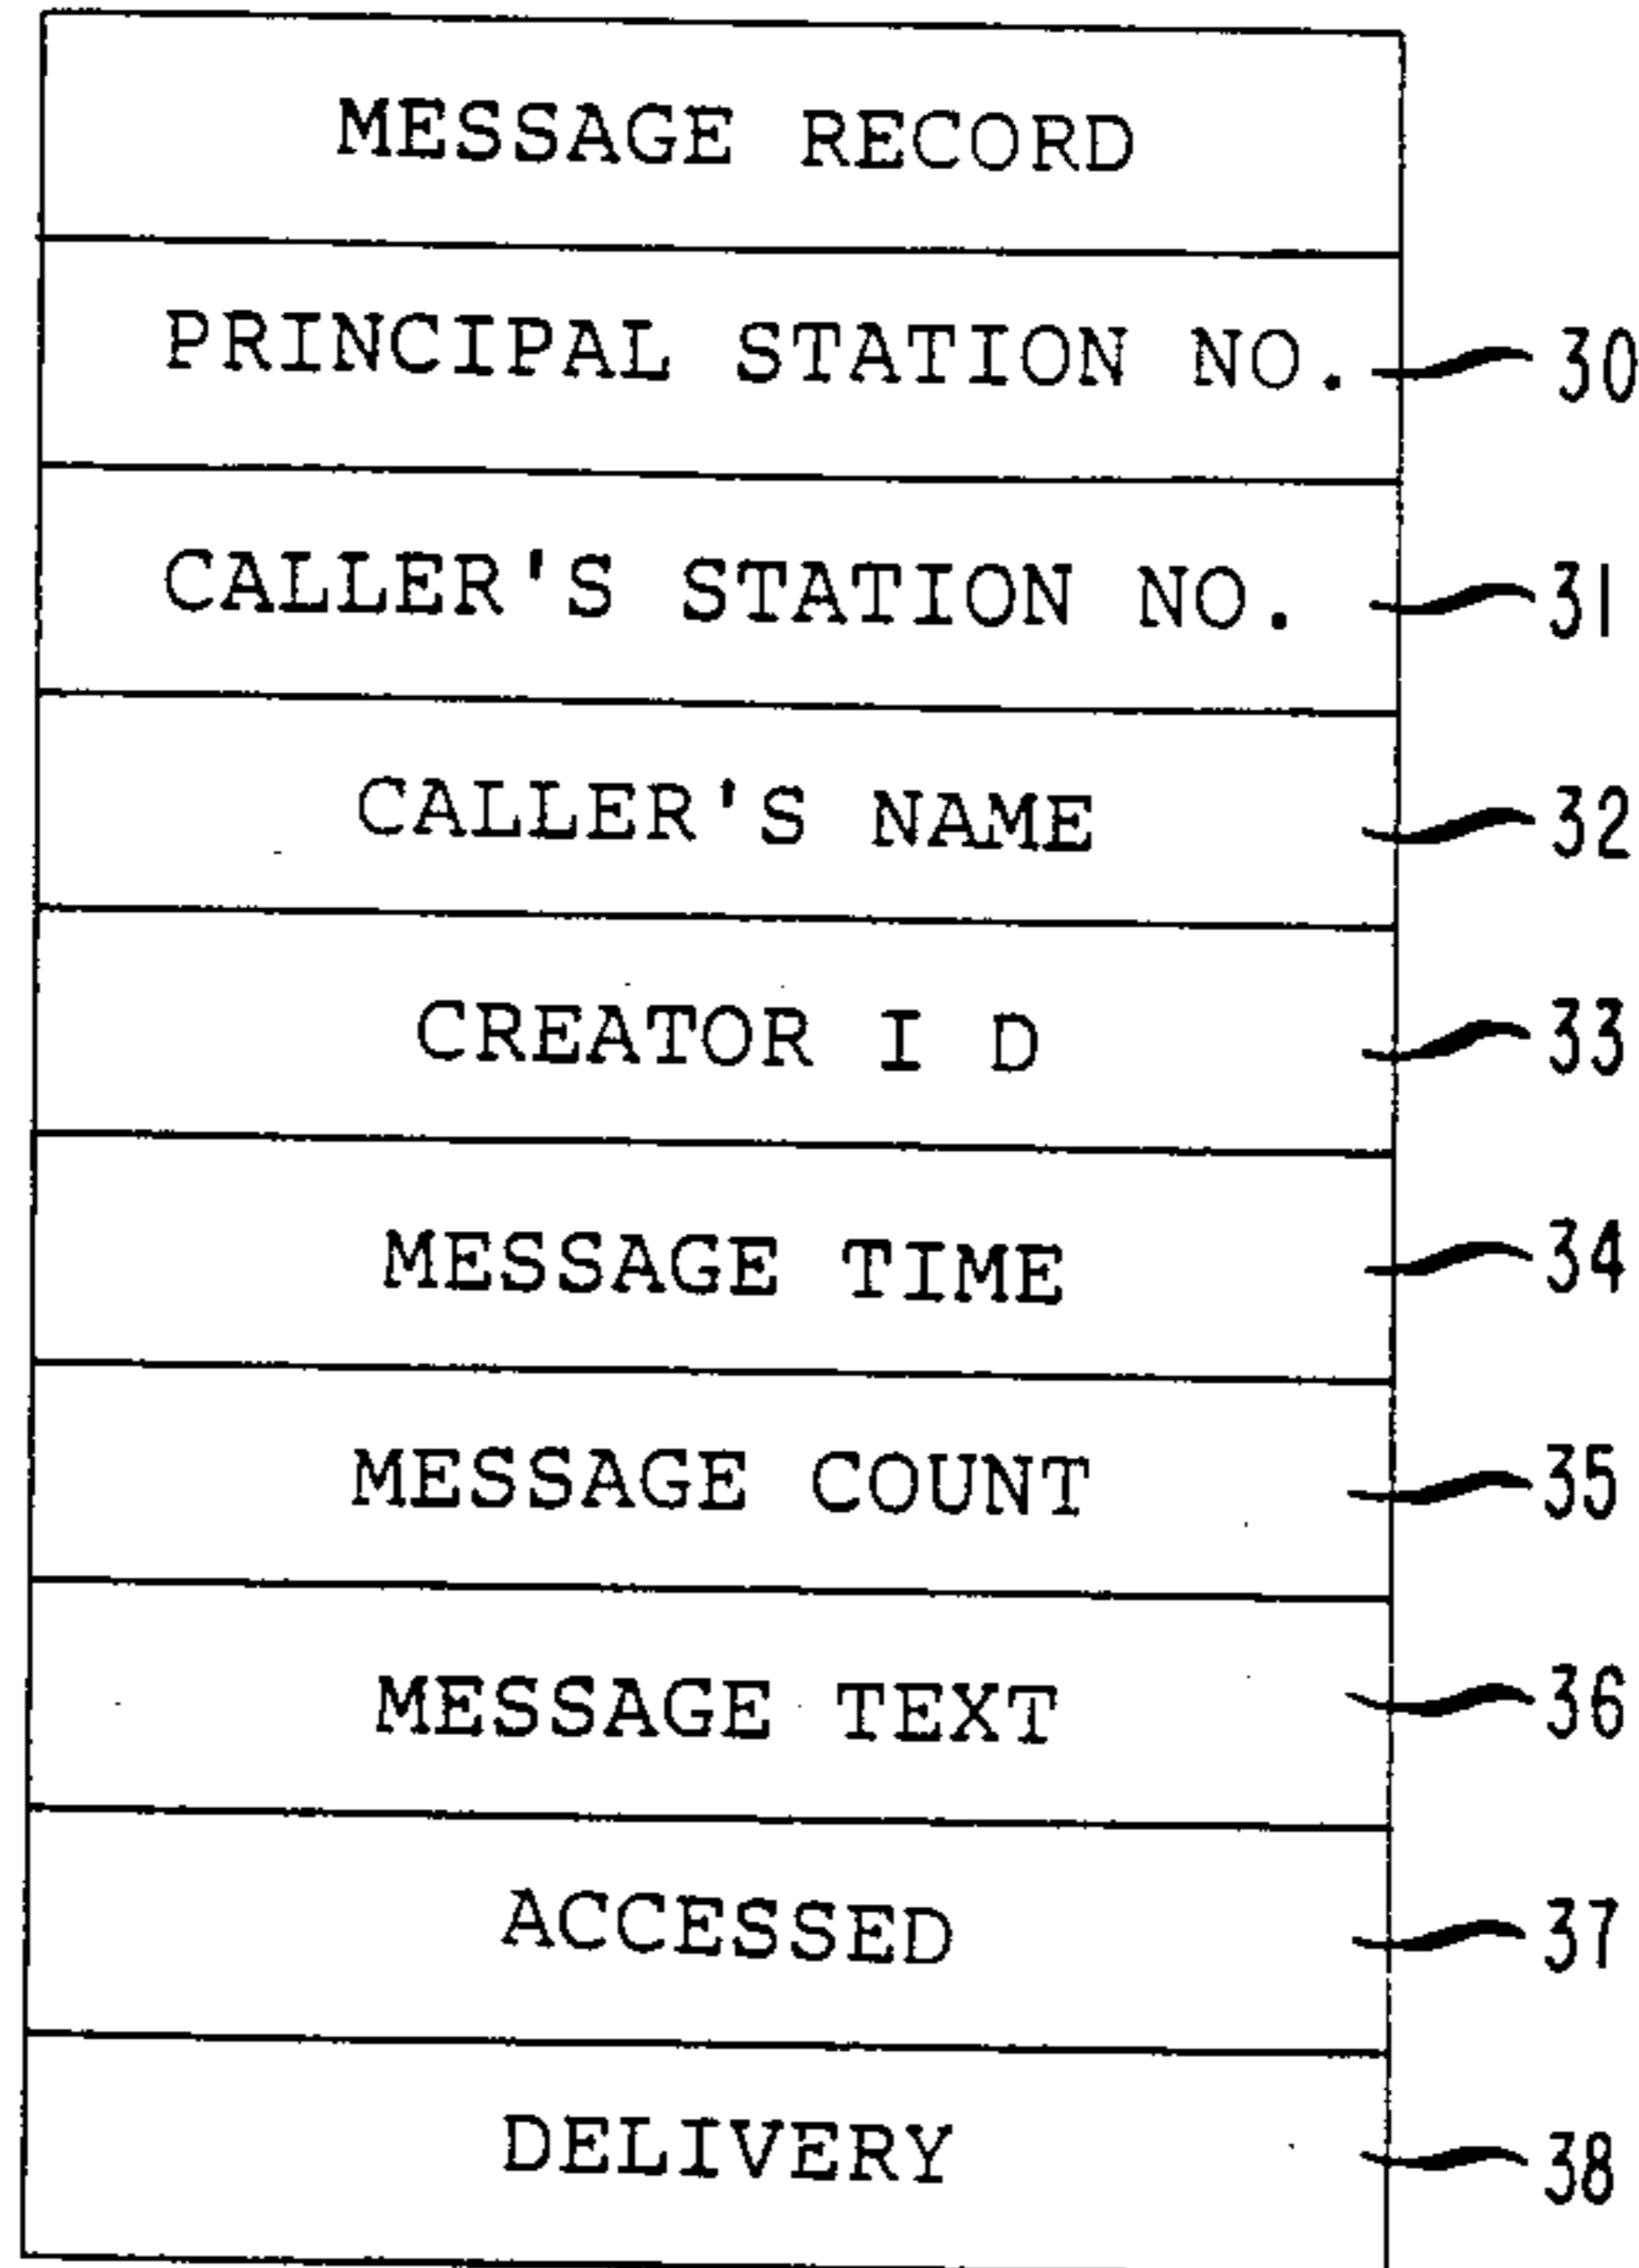 MESSAGE RECORD
PRINCIPAL STATION NO. 30
CALLER'S STATION NO. 31
CALLER'S NAME 32
CREATOR I D 33
MESSAGE TIME 34
MESSAGE COUNT 35
MESSAGE TEXT 36
ACCESSED 37
DELIVERY 38